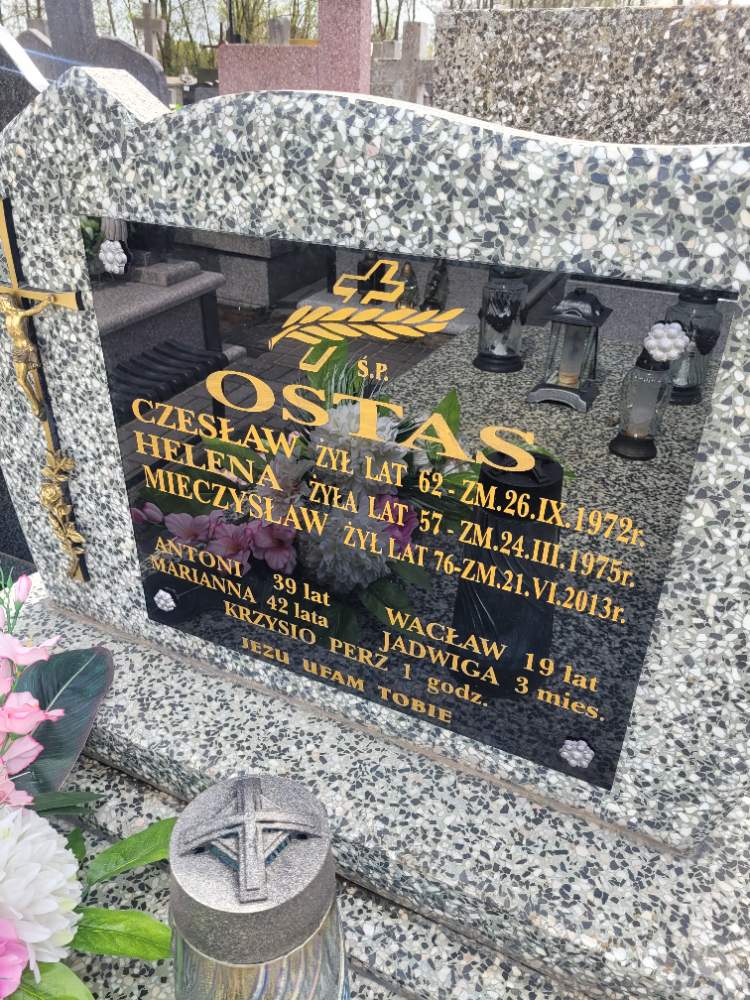 Ś.P.
OSTAS
CZESŁAW ŻYŁ LAT 62 - ZM.26.IX.1972r.
HELENA ŻYŁA LAT 57 - ZM.24.III.1975r.
MIECZYSŁAW ŻYŁ LAT 76-ZM.21.VI.2013r.
ANTONI 39 lat WACŁAW 19 lat
MARIANNA 42 lata JADWIGA 3 mies.
KRZYSIO PERŻ 1 godz.
JEZU UFAM TOBIE